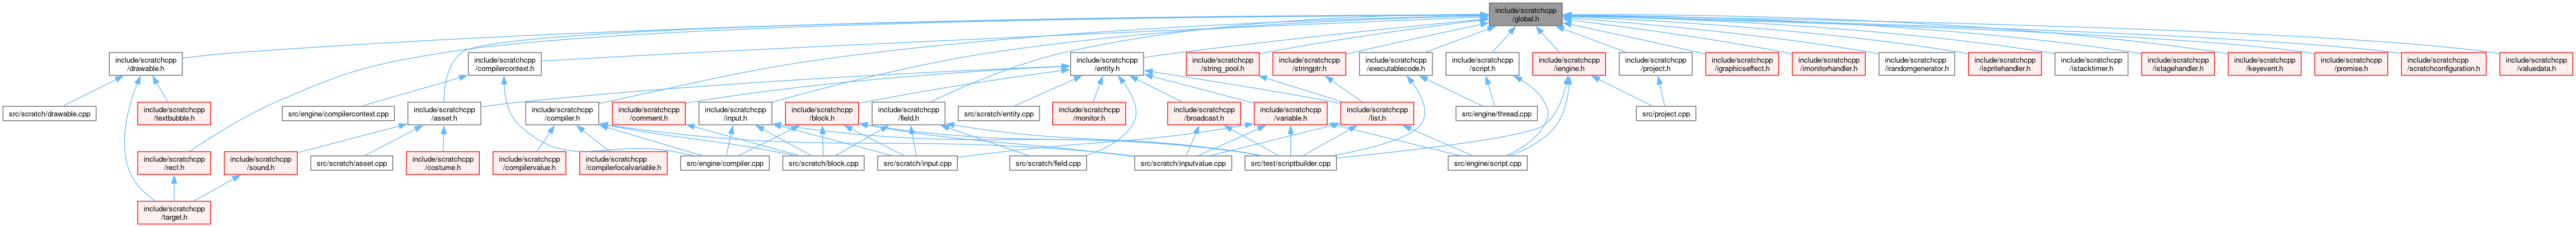 include/scratchcpp
/global.h
include/scratchcpp
/drawable.h
include/scratchcpp
/compilercontext.h
include/scratchcpp
/entity.h
include/scratchcpp
/string_pool.h
include/scratchcpp
/stringptr.h
include/scratchcpp
/executablecode.h
include/scratchcpp
/script.h
include/scratchcpp
/iengine.h
include/scratchcpp
/project.h
include/scratchcpp
/igraphicseffect.h
include/scratchcpp
/imonitorhandler.h
include/scratchcpp
/irandomgenerator.h
include/scratchcpp
/ispritehandler.h
include/scratchcpp
/istacktimer.h
include/scratchcpp
/istagehandler.h
include/scratchcpp
/keyevent.h
include/scratchcpp
/promise.h
include/scratchcpp
/scratchconfiguration.h
include/scratchcpp
/valuedata.h
src/scratch/drawable.cpp
include/scratchcpp
/textbubble.h
src/engine/compilercontext.cpp
include/scratchcpp
/asset.h
include/scratchcpp
/compiler.h
include/scratchcpp
/comment.h
include/scratchcpp
/input.h
include/scratchcpp
/block.h
include/scratchcpp
/field.h
src/scratch/entity.cpp
include/scratchcpp
/monitor.h
include/scratchcpp
/broadcast.h
include/scratchcpp
/variable.h
include/scratchcpp
/list.h
src/engine/thread.cpp
src/project.cpp
include/scratchcpp
/rect.h
include/scratchcpp
/sound.h
src/scratch/asset.cpp
include/scratchcpp
/costume.h
include/scratchcpp
/compilervalue.h
include/scratchcpp
/compilerlocalvariable.h
src/engine/compiler.cpp
src/scratch/block.cpp
src/scratch/input.cpp
src/scratch/field.cpp
src/scratch/inputvalue.cpp
src/test/scriptbuilder.cpp
src/engine/script.cpp
include/scratchcpp
/target.h